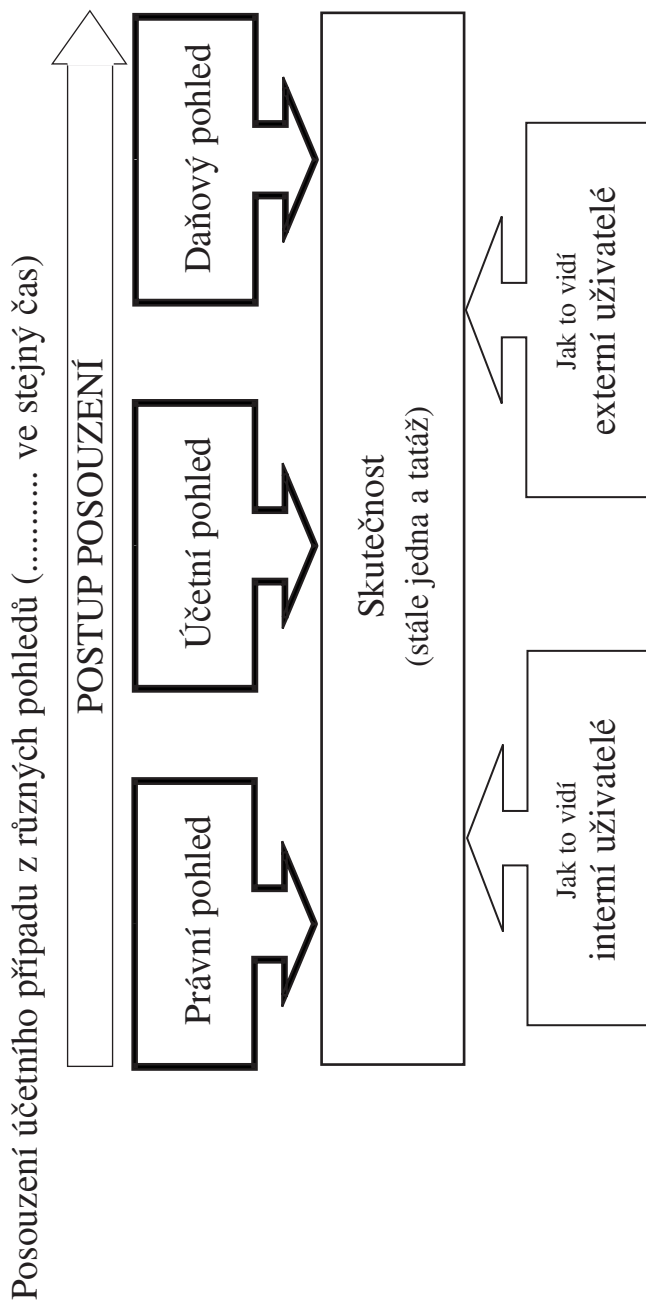 Posouzení účetního případu z různých pohledů (........... ve stejný čas)
POSTUP POSOUZENÍ
Právní pohled
Účetní pohled
Daňový pohled
Skutečnost
(stále jedna a tatáž)
Jak to vidí
interní uživatelé
Jak to vidí
externí uživatelé